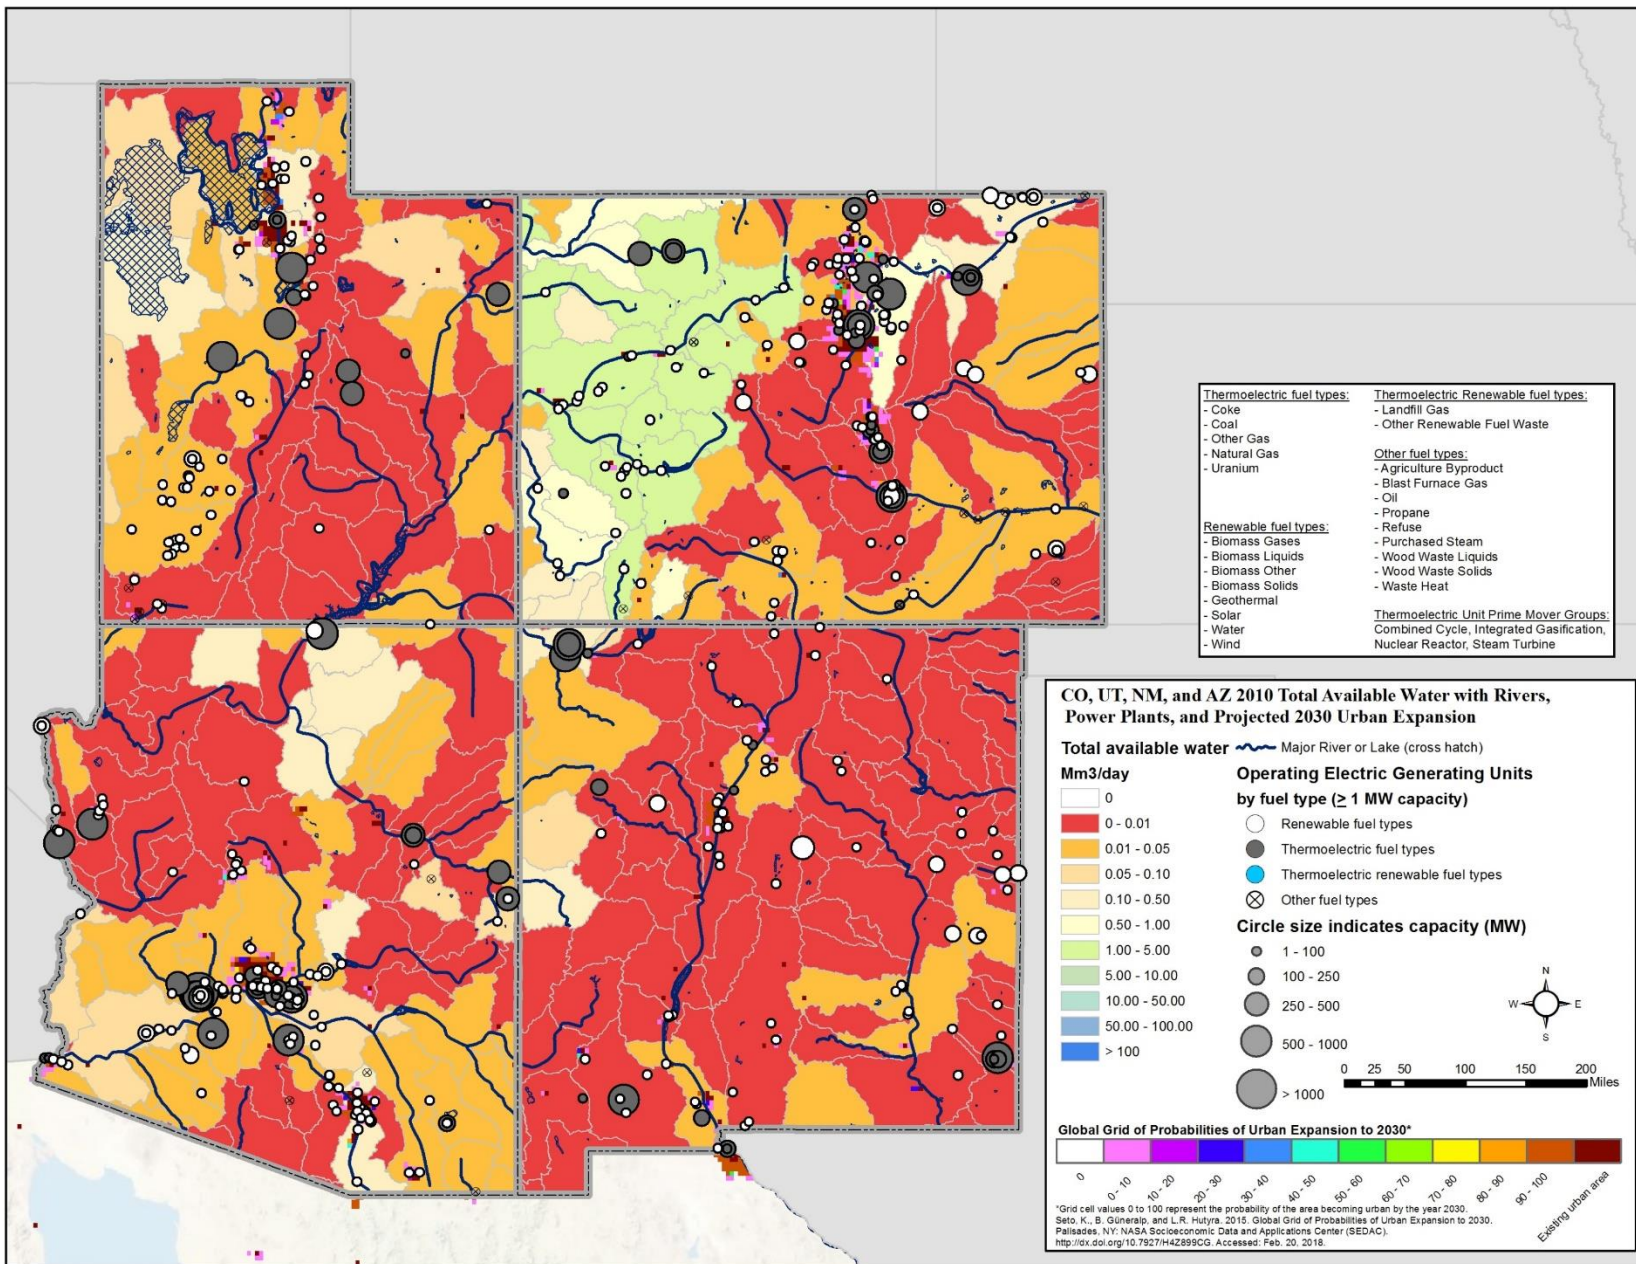 Thermoelectric fuel types:
- Coke
- Coal
- Other Gas
- Natural Gas
- Uranium
Renewable fuel types:
- Biomass Gases
- Biomass Liquids
- Biomass Other
- Biomass Solids
- Geothermal
- Solar
- Water
- Wind
Thermoelectric Renewable fuel types:
- Landfill Gas
- Other Renewable Fuel Waste
Other fuel types:
- Agriculture Byproduct
- Blast Furnace Gas
- Oil
- Propane
- Refuse
- Purchased Steam
- Wood Waste Liquids
- Wood Waste Solids
- Waste Heat
Thermoelectric Unit Prime Mover Groups:
Combined Cycle, Integrated Gasification,
Nuclear Reactor, Steam Turbine
CO, UT, NM, and AZ 2010 Total Available Water with Rivers,
Power Plants, and Projected 2030 Urban Expansion
Total available water
Mm3/day
0
0 - 0.01
0.01 - 0.05
0.05 - 0.10
0.10 - 0.50
0.50 - 1.00
1.00 - 5.00
5.00 - 10.00
10.00 - 50.00
50.00 - 100.00
> 100
Major River or Lake (cross hatch)
Operating Electric Generating Units
by fuel type (≥ 1 MW capacity)
Renewable fuel types
Thermoelectric fuel types
Thermoelectric renewable fuel types
Other fuel types
Circle size indicates capacity (MW)
1 - 100
100 - 250
250 - 500
500 - 1000
> 1000
N
W E
S
0 25 50 100 150 200
Miles
Global Grid of Probabilities of Urban Expansion to 2030*
0
0 - 10
10 - 20
20 - 30
30 - 40
40 - 50
50 - 60
60 - 70
70 - 80
80 - 90
90 - 100
Existing urban area
*Grid cell values 0 to 100 represent the probability of the area becoming urban by the year 2030.
Seto, K., B. Güneralp, and L.R. Hutyra. 2015. Global Grid of Probabilities of Urban Expansion to 2030.
Palisades, NY: NASA Socioeconomic Data and Applications Center (SEDAC).
http://dx.doi.org/10.7927/H4Z899CG. Accessed: Feb. 20, 2018.